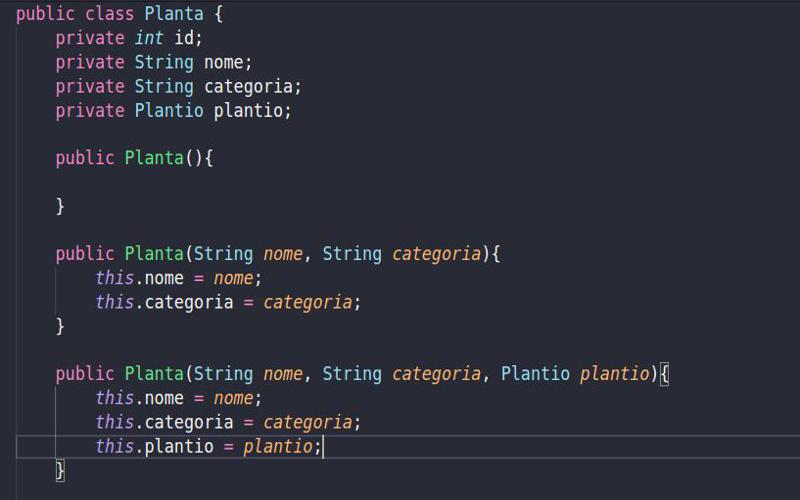 public class Planta {
private int id;
private String nome;
private String categoria;
private Plantio plantio;
public Planta(){
}
public Planta(String nome, String categoria){
this.nome = nome;
this.categoria = categoria;
}
public Planta(String nome, String categoria, Plantio plantio){
this.nome = nome;
this.categoria = categoria;
this.plantio = plantio;
}